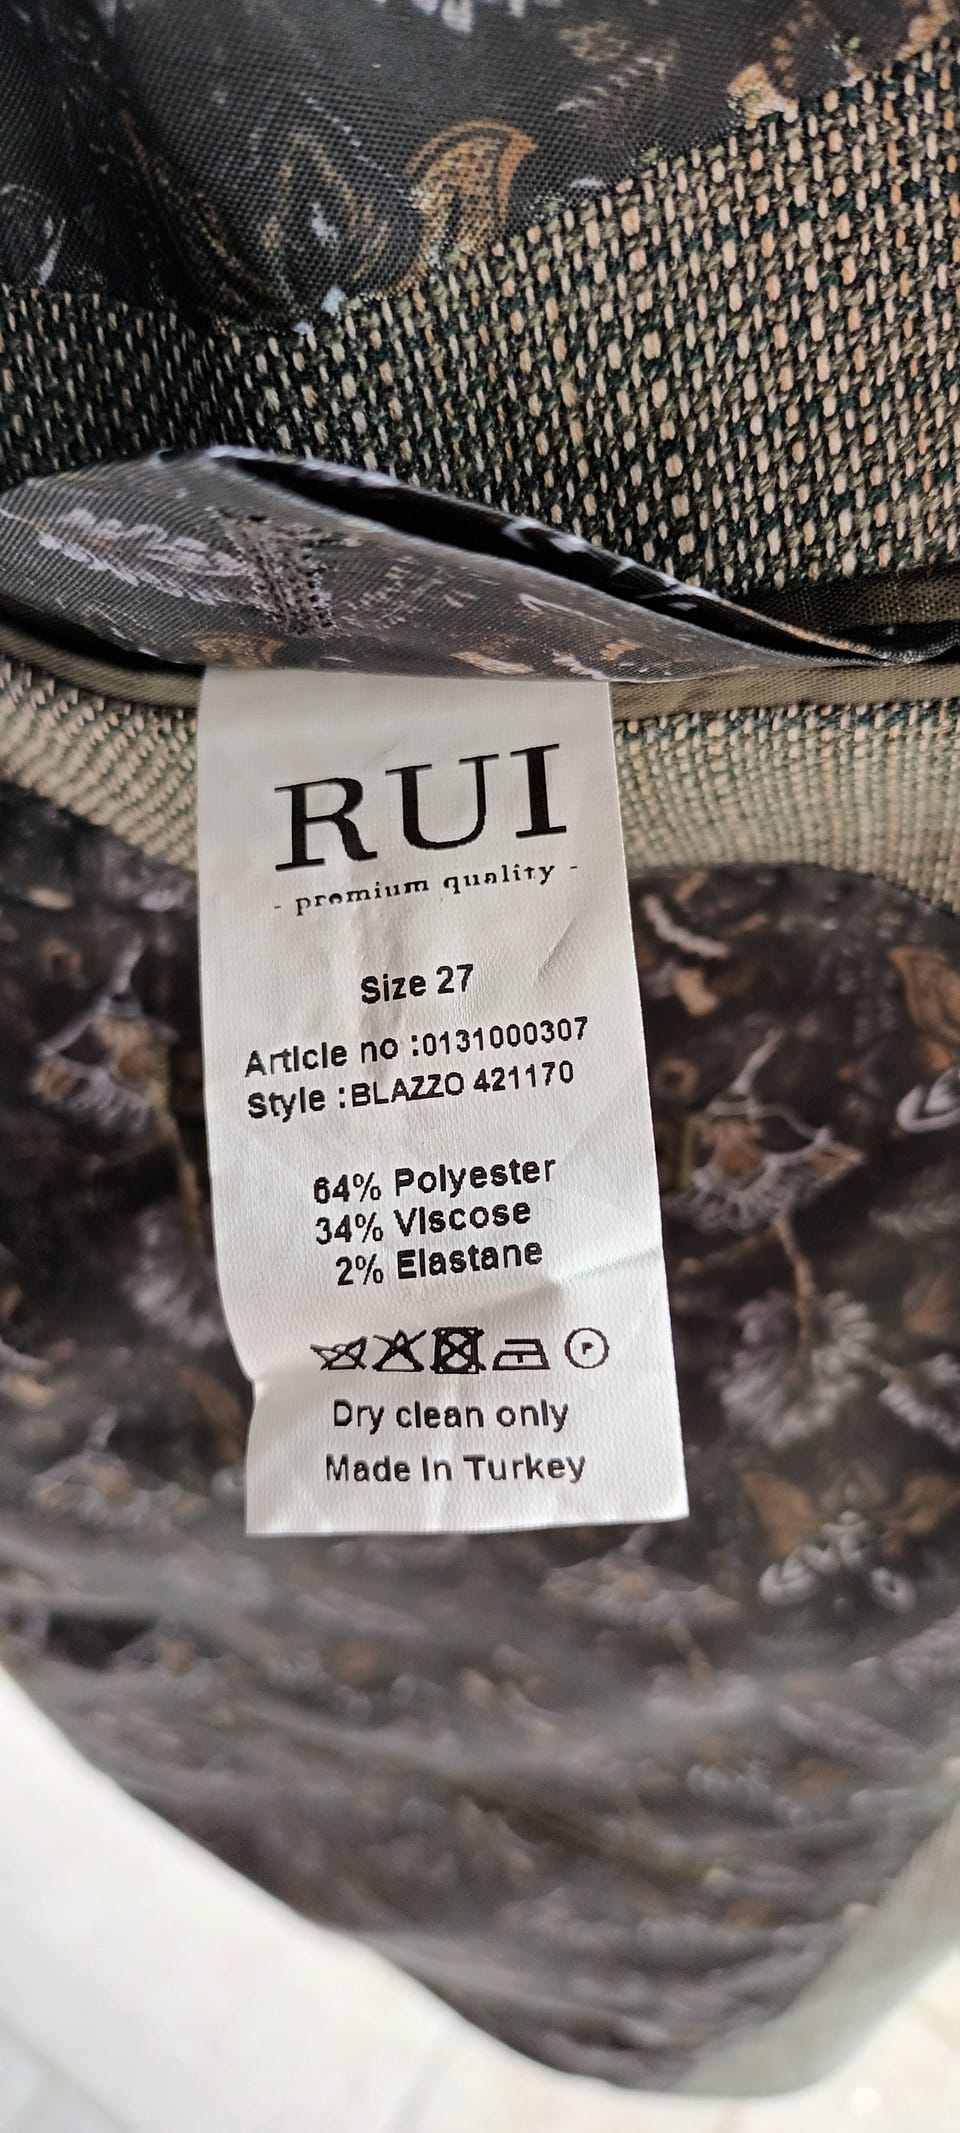 RUI
- premium quality -
Size 27
Article no :0131000307
Style :BLAZZO 421170
64% Polyester
34% Viscose
2% Elastane
P
Dry clean only
Made In Turkey